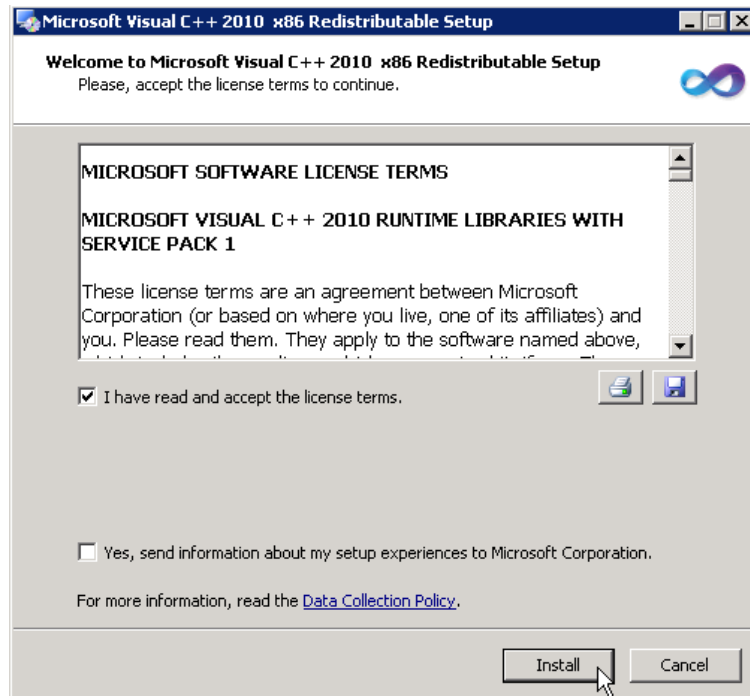 Microsoft Visual C++ 2010 x86 Redistributable Setup
Welcome to Microsoft Visual C++ 2010 x86 Redistributable Setup
Please, accept the license terms to continue.
MICROSOFT SOFTWARE LICENSE TERMS
MICROSOFT VISUAL C++ 2010 RUNTIME LIBRARIES WITH
SERVICE PACK 1
These license terms are an agreement between Microsoft
Corporation (or based on where you live, one of its affiliates) and
you. Please read them. They apply to the software named above,
I have read and accept the license terms.
Yes, send information about my setup experiences to Microsoft Corporation.
For more information, read the Data Collection Policy.
Install
Cancel